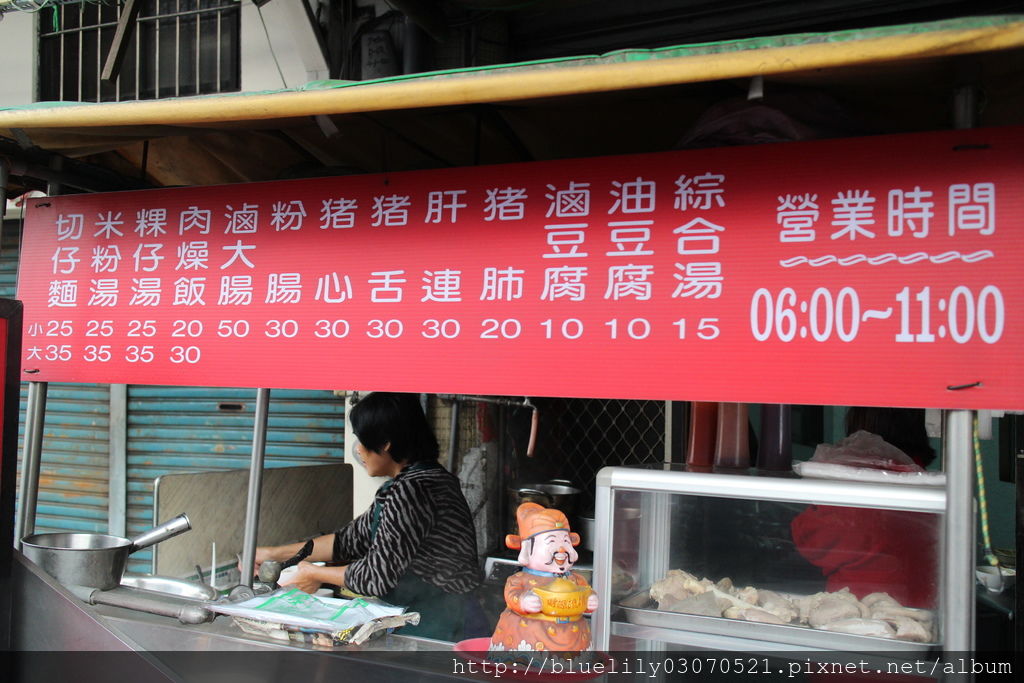 切仔麵 小25 大35
米粉湯 25 35
粿仔湯 25 35
肉燥飯 20 30
滷大腸 50
粉腸 30
猪心 30
猪舌 30
肝連 30
猪肺 20
滷豆腐 10
油豆腐 10
綜合湯 15
營業時間
06:00~11:00
http://bluelily03070521.pixnet.net/album